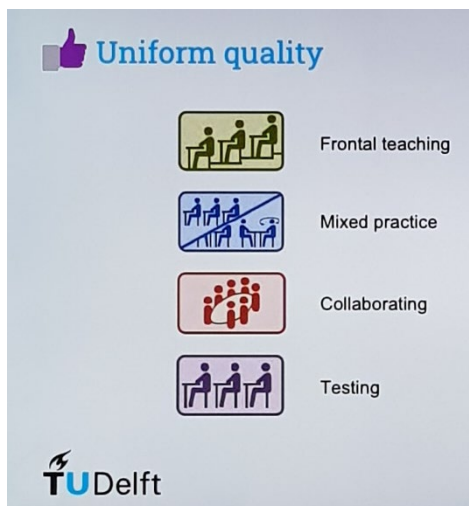 Uniform quality
Frontal teaching
Mixed practice
Collaborating
Testing
TUDelft